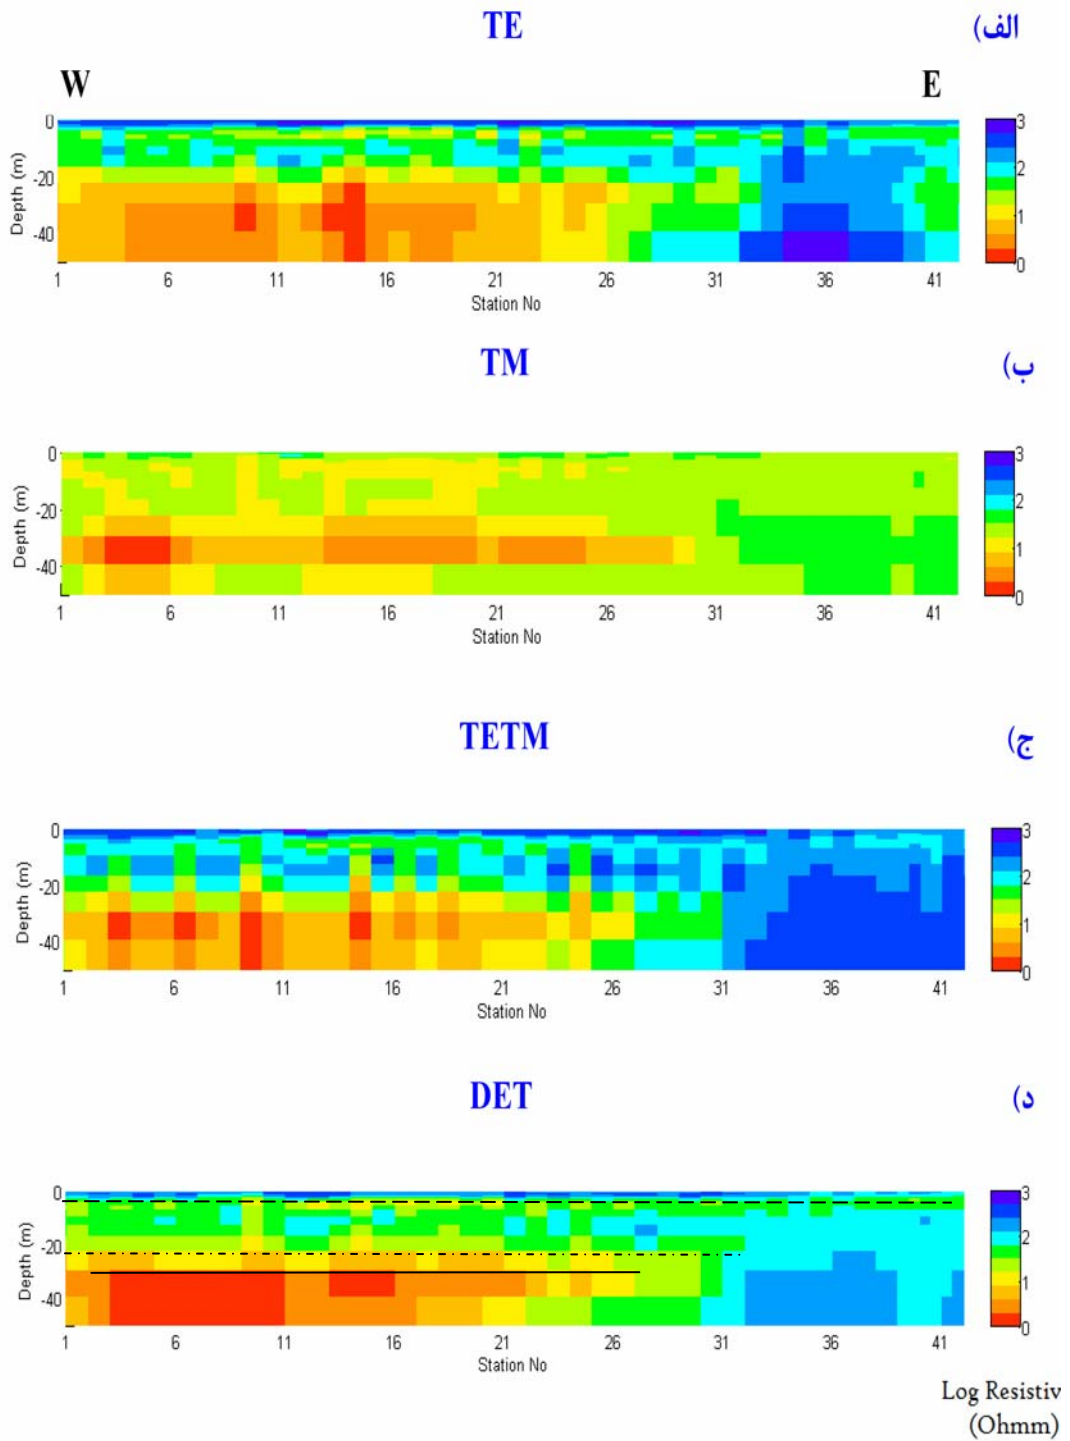 TE
الف)
W
E
0
-20
-40
Depth (m)
1 6 11 16 21 26 31 36 41
Station No
3
2
1
0
TM
ب)
0
-20
-40
Depth (m)
1 6 11 16 21 26 31 36 41
Station No
3
2
1
0
TETM
ج)
0
-20
-40
Depth (m)
1 6 11 16 21 26 31 36 41
Station No
3
2
1
0
DET
د)
0
-20
-40
Depth (m)
1 6 11 16 21 26 31 36 41
Station No
3
2
1
0
Log Resistiv
(Ohmm)